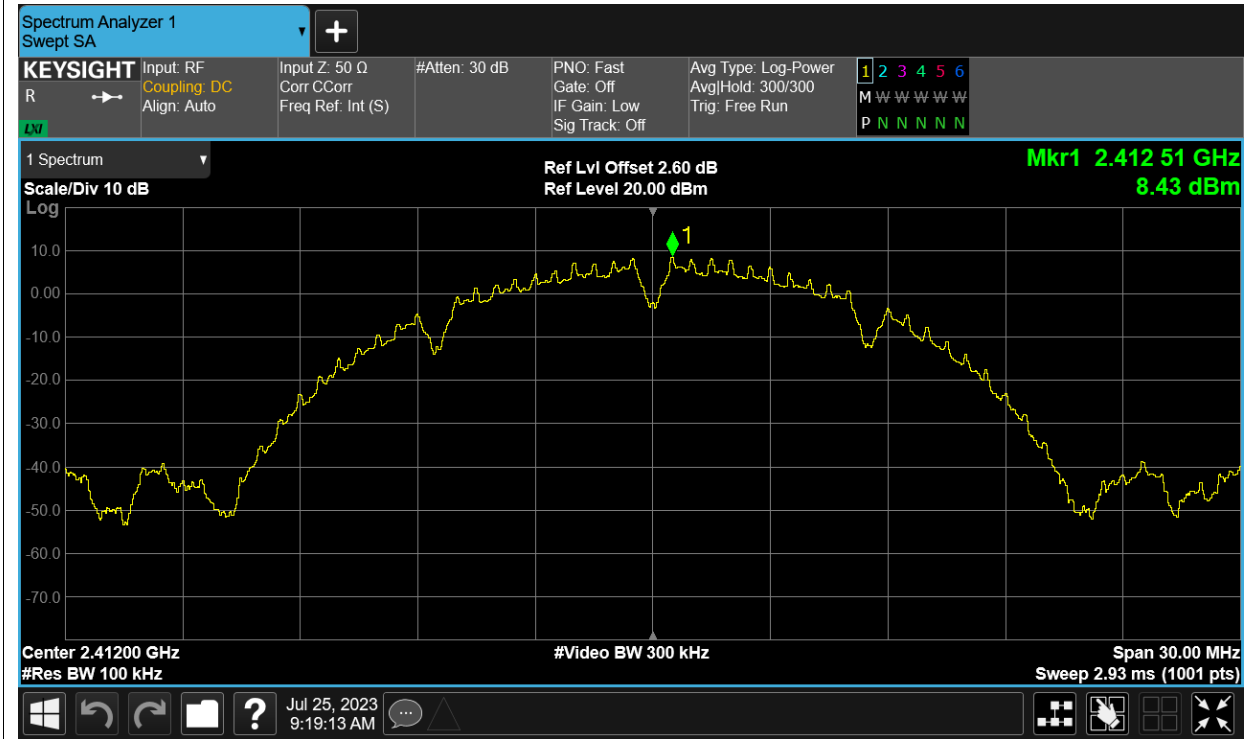 Spectrum Analyzer 1
Swept SA
KEYSIGHT
R
LXI
Input: RF
Coupling: DC
Align: Auto
Input Z: 50 Ω
Corr CCorr
Freq Ref: Int (S)
#Atten: 30 dB
PNO: Fast
Gate: Off
IF Gain: Low
Sig Track: Off
Avg Type: Log-Power
Avg|Hold: 300/300
Trig: Free Run
1 2 3 4 5 6
M W W W W W
P N N N N N
1 Spectrum
Scale/Div 10 dB
Ref Lvl Offset 2.60 dB
Ref Level 20.00 dBm
Mkr1 2.412 51 GHz
8.43 dBm
Log
1
10.0
0.00
-10.0
-20.0
-30.0
-40.0
-50.0
-60.0
-70.0
Center 2.41200 GHz
#Res BW 100 kHz
#Video BW 300 kHz
Span 30.00 MHz
Sweep 2.93 ms (1001 pts)
?
Jul 25, 2023
9:19:13 AM